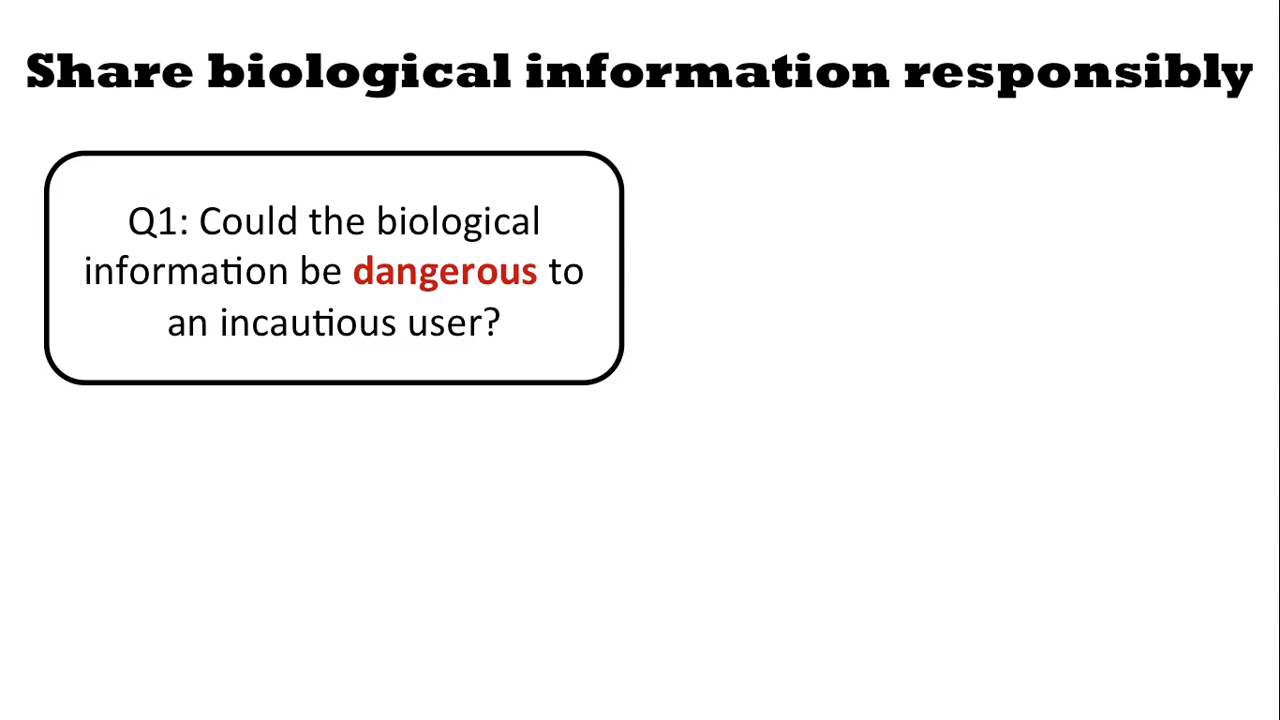 Share biological information responsibly
Q1: Could the biological
information be dangerous to
an incautious user?